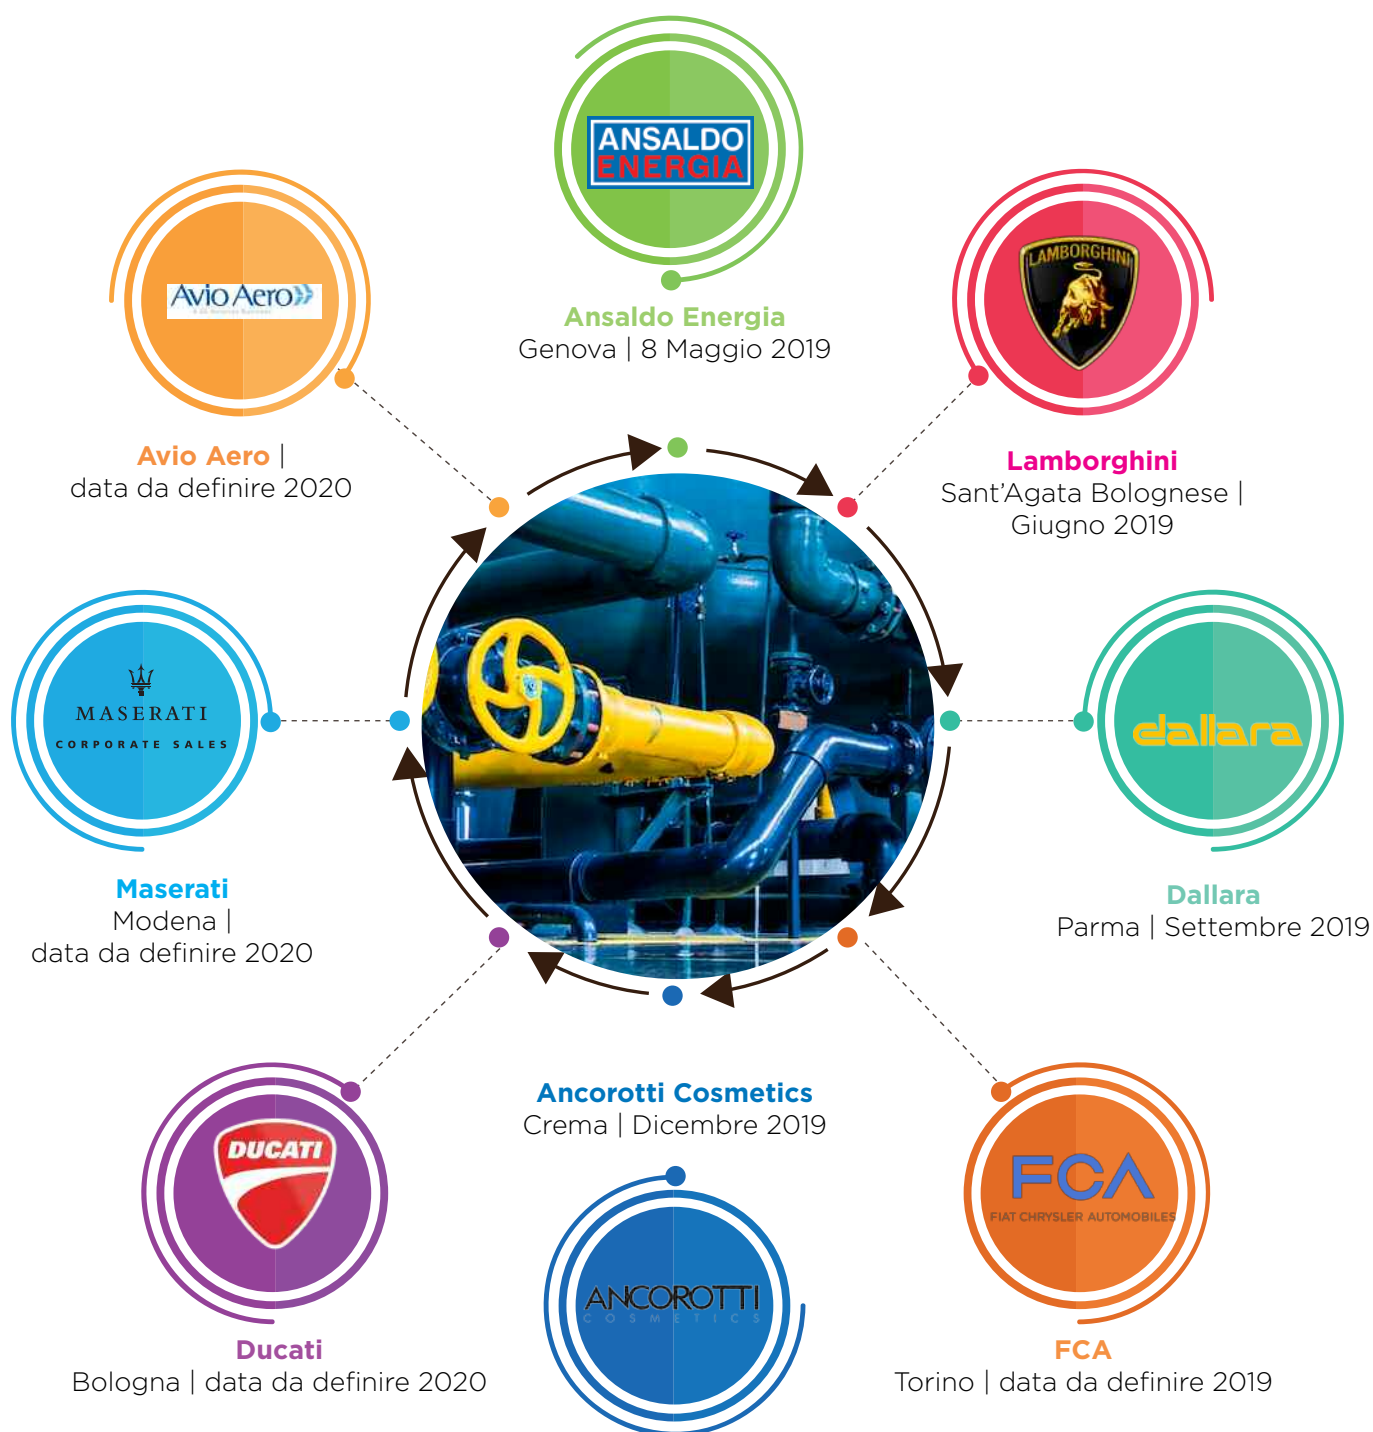 ANSALDO
ENERGIA
Ansaldo Energia
Genova | 8 Maggio 2019
LAMBORGHINI
Lamborghini
Sant'Agata Bolognese |
Giugno 2019
dallara
Dallara
Parma | Settembre 2019
FCA
FIAT CHRYSLER AUTOMOBILES
FCA
Torino | data da definire 2019
Ancorotti Cosmetics
Crema | Dicembre 2019
ANCOROTTI
COSMETICS
DUCATI
Ducati
Bologna | data da definire 2020
MASERATI
CORPORATE SALES
Maserati
Modena |
data da definire 2020
Avio Aero
Avio Aero |
data da definire 2020